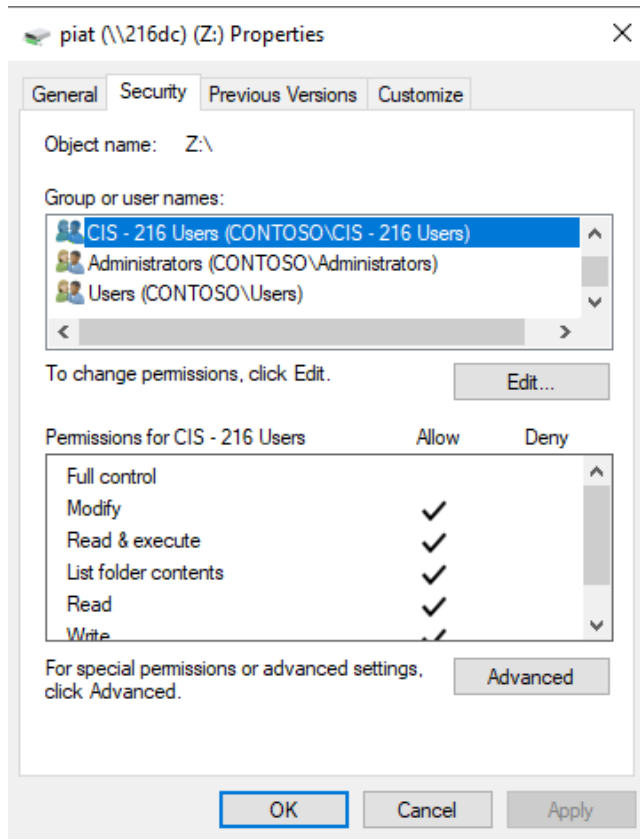 piat (\\216dc) (Z:) Properties
General Security Previous Versions Customize
Object name: Z:\
Group or user names:
CIS - 216 Users (CONTOSO\CIS - 216 Users)
Administrators (CONTOSO\Administrators)
Users (CONTOSO\Users)
To change permissions, click Edit.
Edit...
Permissions for CIS - 216 Users Allow Deny
Full control
Modify
Read & execute
List folder contents
Read
Write
For special permissions or advanced settings,
click Advanced.
Advanced
OK Cancel Apply